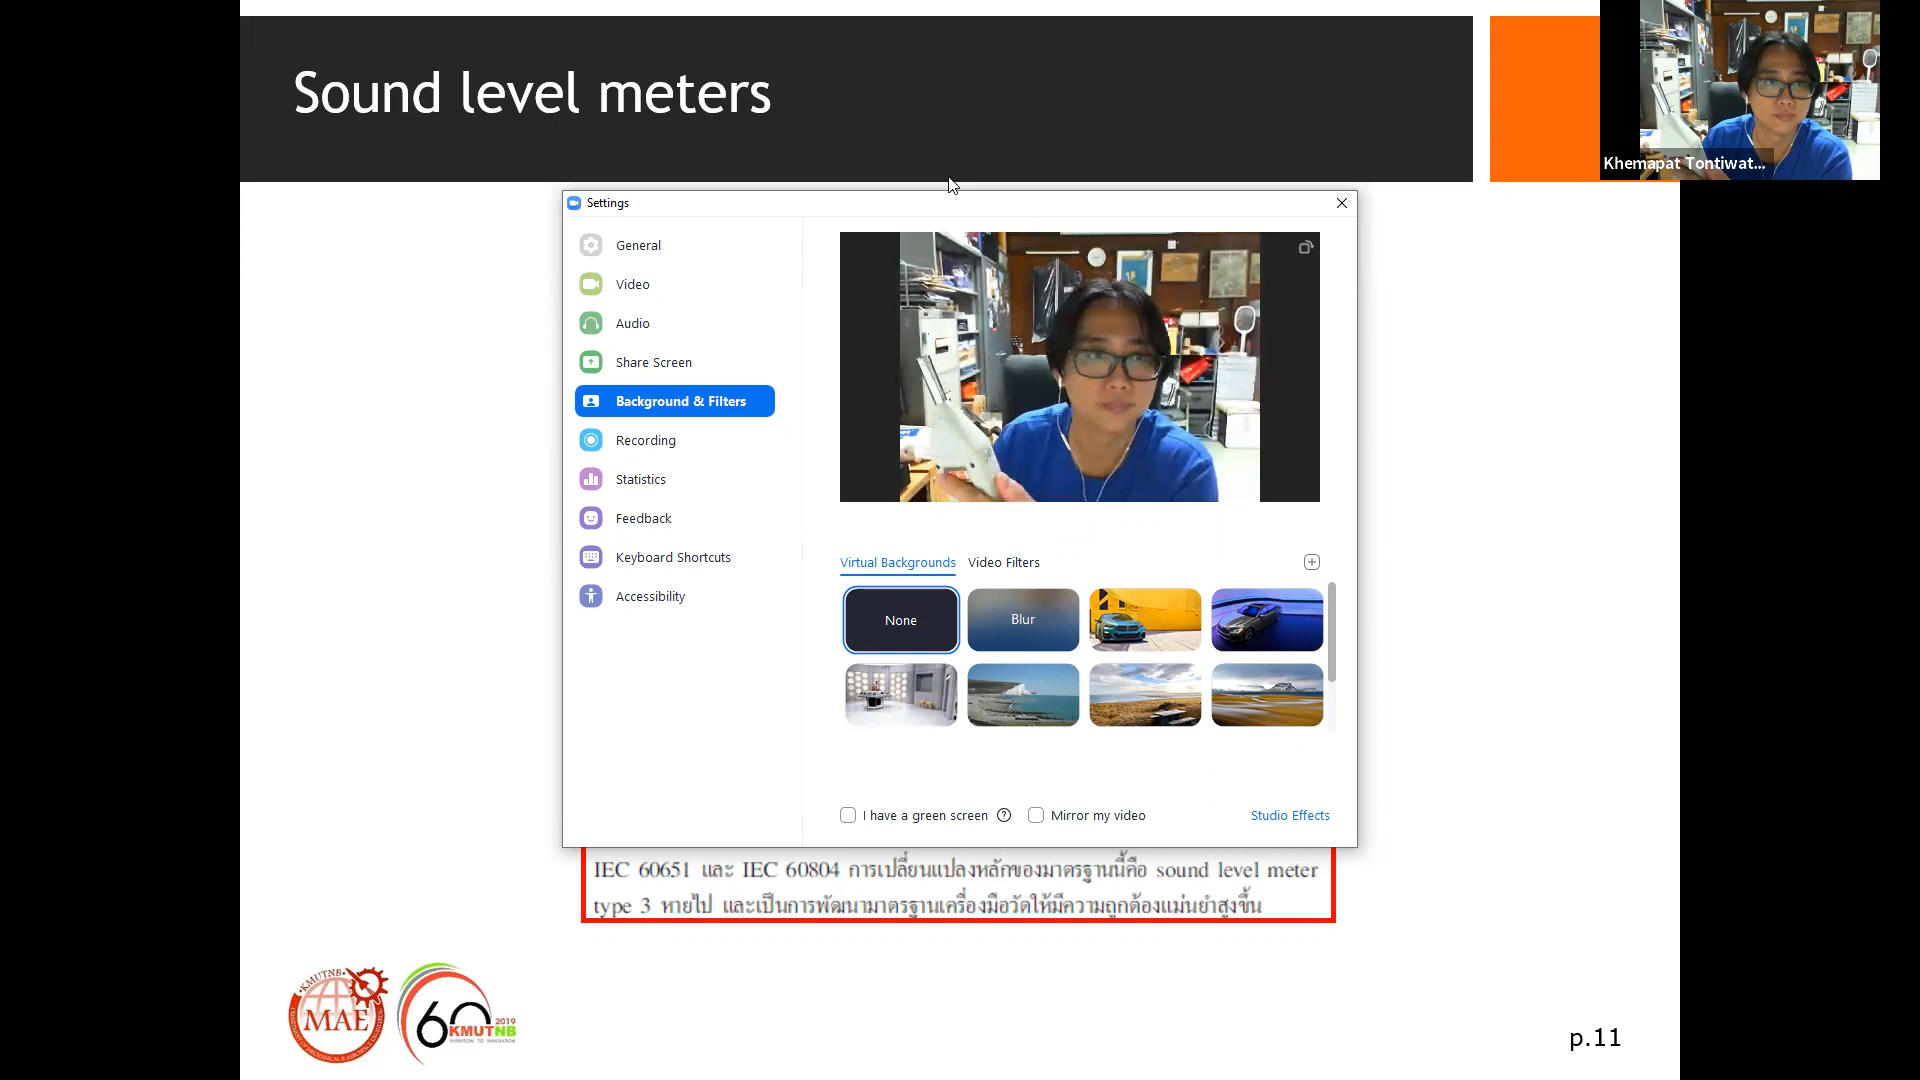 Sound level meters
Khemapat Tontiwat...
Settings
General
Video
Audio
Share Screen
Background & Filters
Recording
Statistics
Feedback
Keyboard Shortcuts
Accessibility
Virtual Backgrounds
Video Filters
None
Blur
I have a green screen
Mirror my video
Studio Effects
IEC 60651 และ IEC 60804 การเปลี่ยนแปลงหลักของมาตรฐานนี้คือ sound level meter
type 3 หายไป และเป็นการพัฒนามาตรฐานเครื่องมือวัดให้มีความถูกต้องแม่นยำสูงขึ้น
KMUTNB
MAE
60
2019
KMUTNB
INVENTION TO INNOVATION
p.11